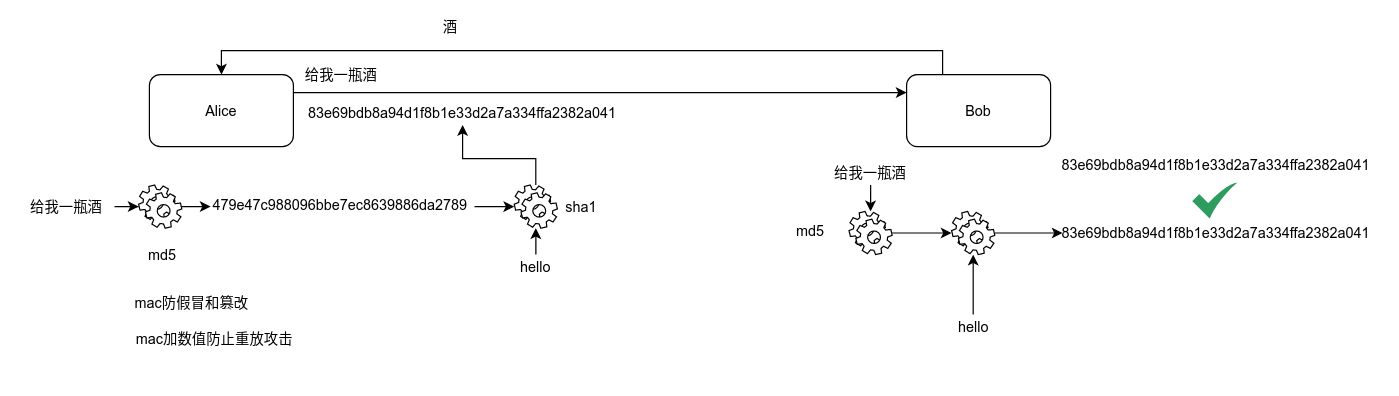 酒
给我一瓶酒
Alice
Bob
83e69bdb8a94d1f8b1e33d2a7a334ffa2382a041
83e69bdb8a94d1f8b1e33d2a7a334ffa2382a041
给我一瓶酒
给我一瓶酒
479e47c988096bbe7ec8639886da2789
sha1
md5
83e69bdb8a94d1f8b1e33d2a7a334ffa2382a041
md5
hello
mac防假冒和篡改
hello
mac加数值防止重放攻击